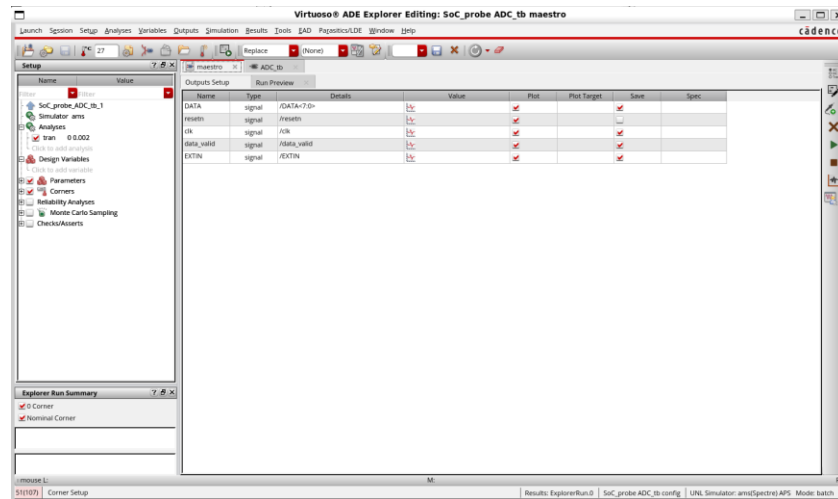 Virtuoso® ADE Explorer Editing: SoC_probe ADC_tb maestro
Launch Session Setup Analyses Variables Outputs Simulation Results Tools EAD Parasitics/LDE Window Help
cādence
27 Replace (None)
Setup
maestro ADC_tb
Name Value
Outputs Setup Run Preview
Filter Filter
Name Type Details Value Plot Plot Target Save Spec
SoC_probe_ADC_tb_1
DATA signal /DATA<7:0>
Simulator ams
resetn signal /resetn
Analyses
clk signal /clk
tran 0 0.002
data_valid signal /data_valid
Click to add analysis
EXTIN signal /EXTIN
Design Variables
Click to add variable
Parameters
Corners
Reliability Analyses
Monte Carlo Sampling
Checks/Asserts
Explorer Run Summary
0 Corner
Nominal Corner
mouse L: M:
51(107) Corner Setup Results: ExplorerRun.0 SoC_probe ADC_tb config UNL Simulator: ams(Spectre) APS Mode: batch